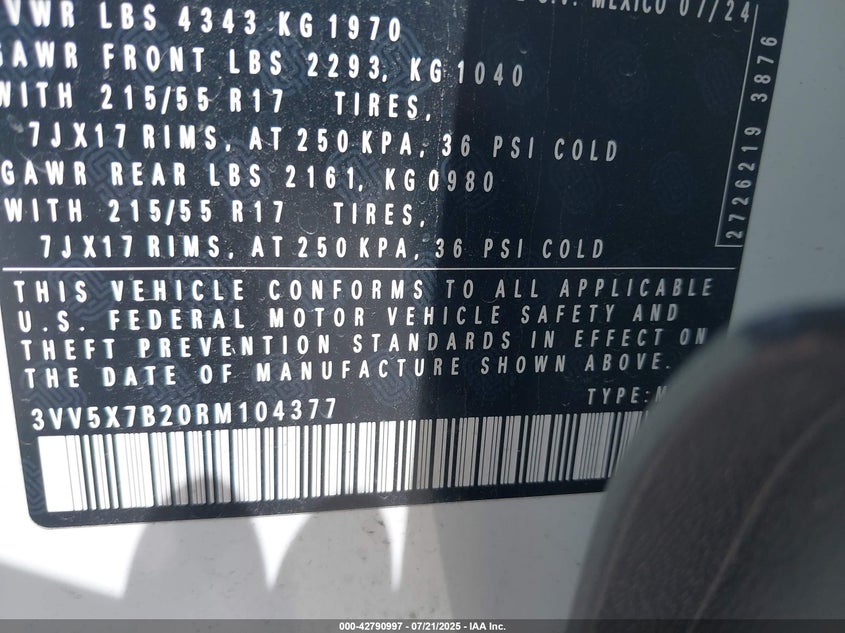 VWR LBS 4343 KG 1970
MEXICO 07/24
GAWR FRONT LBS 2293, KG 1040
WITH 215/55 R17 TIRES,
7JX17 RIMS, AT 250 KPA, 36 PSI COLD
GAWR REAR LBS 2161, KG 0980
WITH 215/55 R17 TIRES,
7JX17 RIMS, AT 250 KPA, 36 PSI COLD
2726219 3876
THIS VEHICLE CONFORMS TO ALL APPLICABLE
U.S. FEDERAL MOTOR VEHICLE SAFETY AND
THEFT PREVENTION STANDARDS IN EFFECT ON
THE DATE OF MANUFACTURE SHOWN ABOVE.
3VV5X7B20RM104377
TYPE:
000-42790997 - 07/21/2025 - IAA Inc.